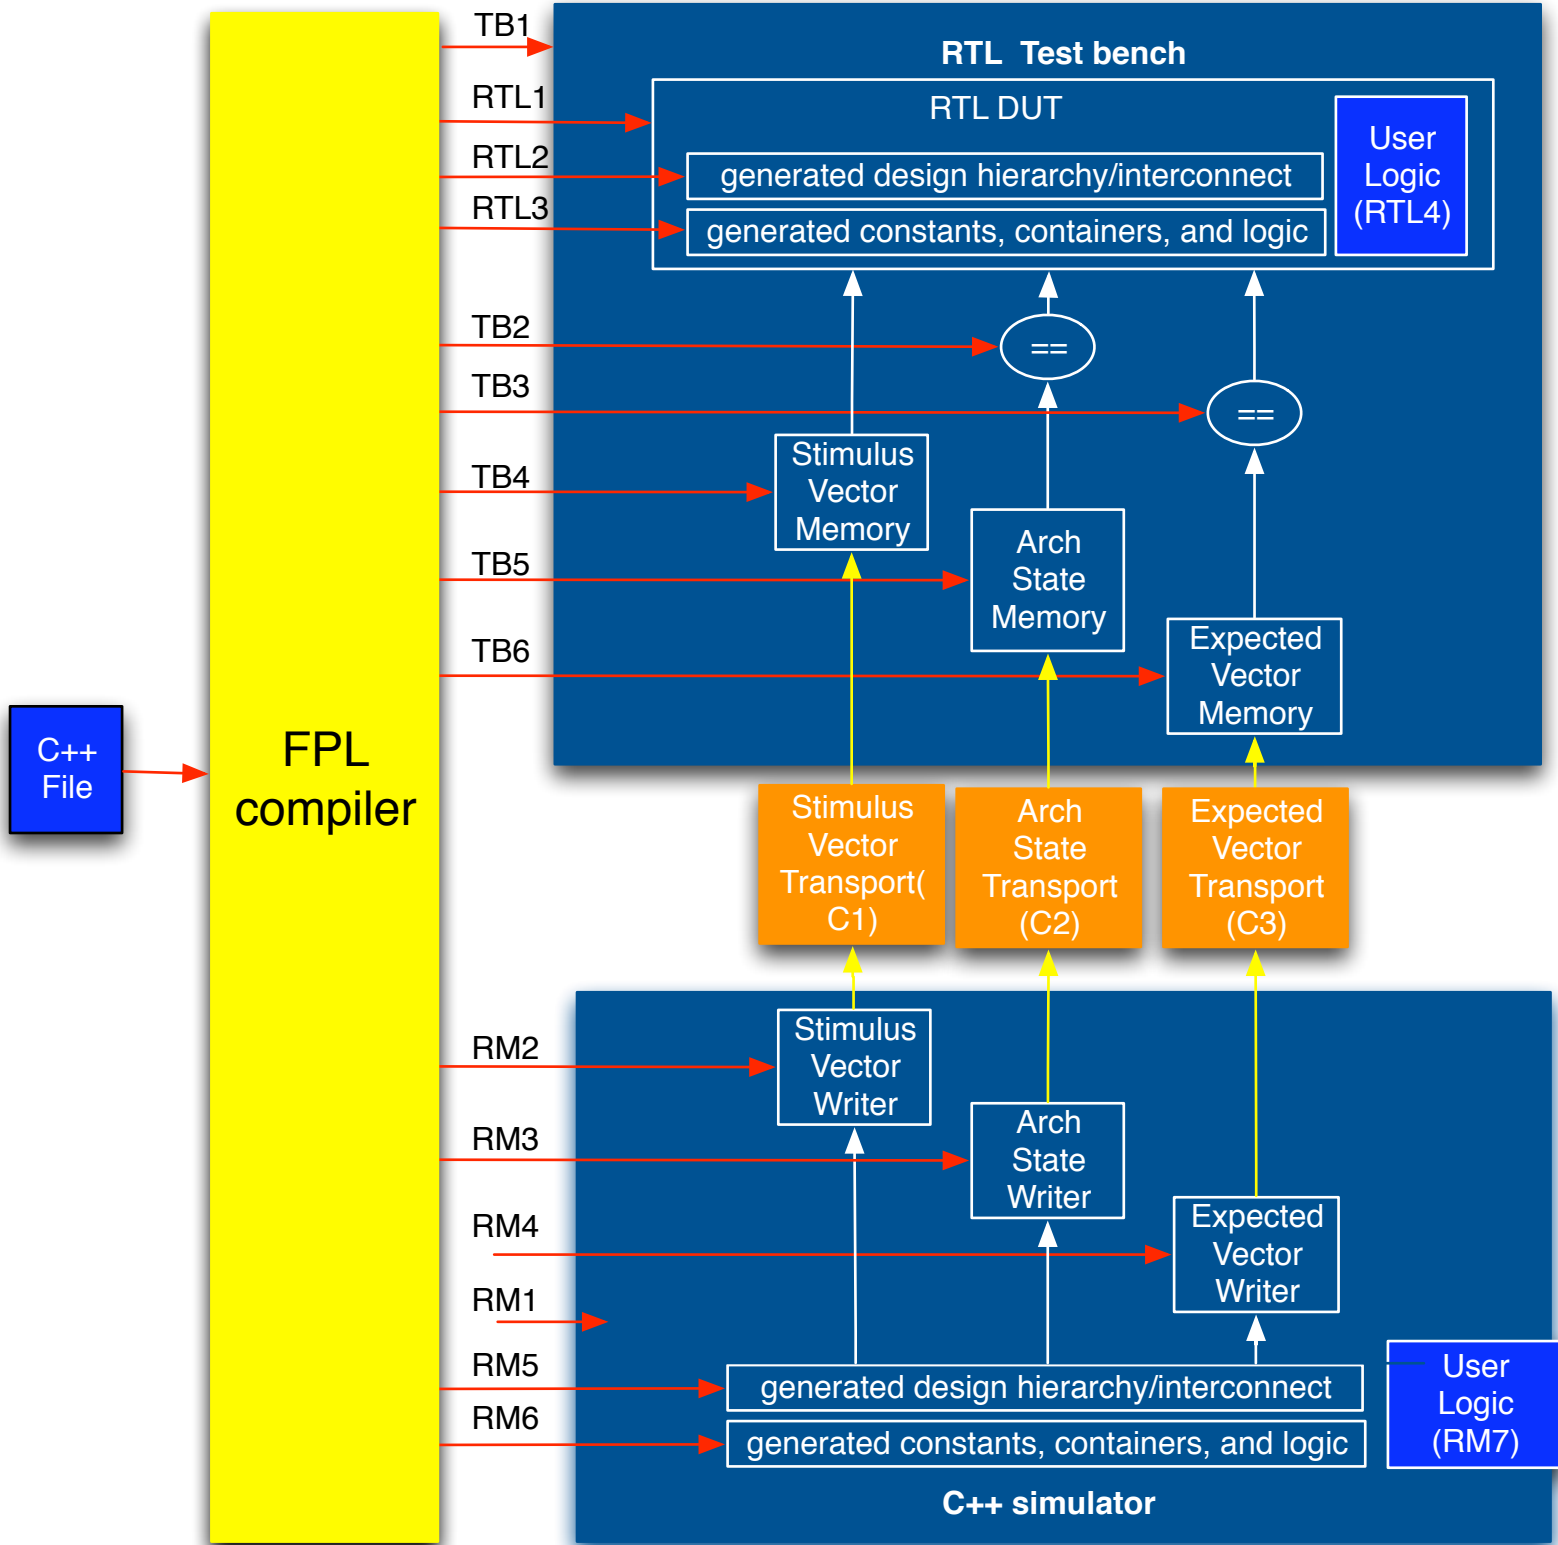 TB1
RTL  Test bench
RTL1
RTL DUT
User
Logic
(RTL4)
RTL2
generated design hierarchy/interconnect
RTL3
generated constants, containers, and logic
TB2
==
TB3
==
TB4
Stimulus
Vector
Memory
TB5
Arch
State
Memory
TB6
Expected
Vector
Memory
C++
File
FPL
compiler
Stimulus
Vector
Transport(
C1)
Arch
State
Transport
(C2)
Expected
Vector
Transport
(C3)
RM2
Stimulus
Vector
Writer
RM3
Arch
State
Writer
RM4
Expected
Vector
Writer
RM1
RM5
generated design hierarchy/interconnect
RM6
generated constants, containers, and logic
User
Logic
(RM7)
C++ simulator